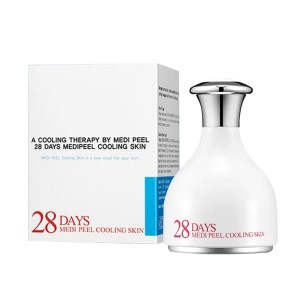 A COOLING THERAPY BY MEDI PEEL
28 DAYS MEDIPEEL COOLING SKIN
MEDI PEEL Cooling Skin is a new mood for your skin
28 DAYS
MEDI PEEL COOLING SKIN
28 DAYS
MEDI PEEL COOLING SKIN